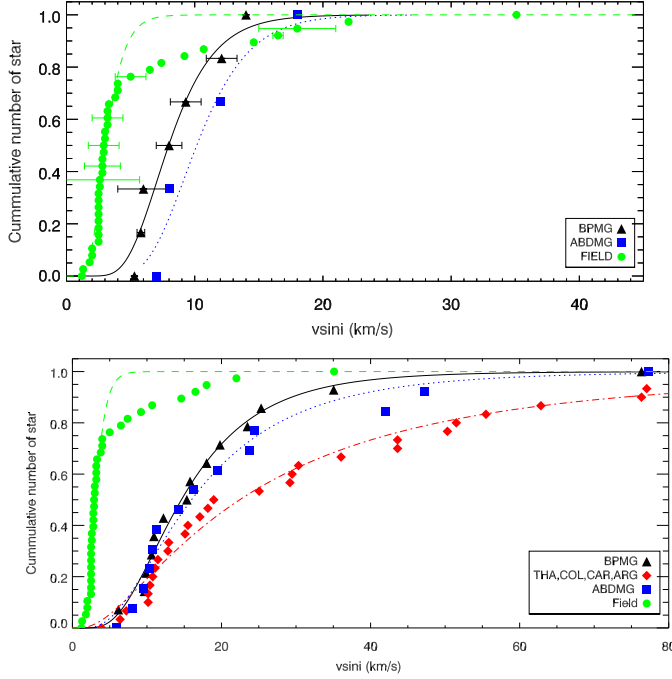 Cummulative number of star
1.0
0.8
0.6
0.4
0.2
0.0
BPMG
ABDMG
FIELD
0 10 20 30 40
vsini (km/s)
Cummulative number of star
1.0
0.8
0.6
0.4
0.2
0.0
BPMG
THA,COL,CAR,ARG
ABDMG
Field
0 20 40 60 80
vsini (km/s)